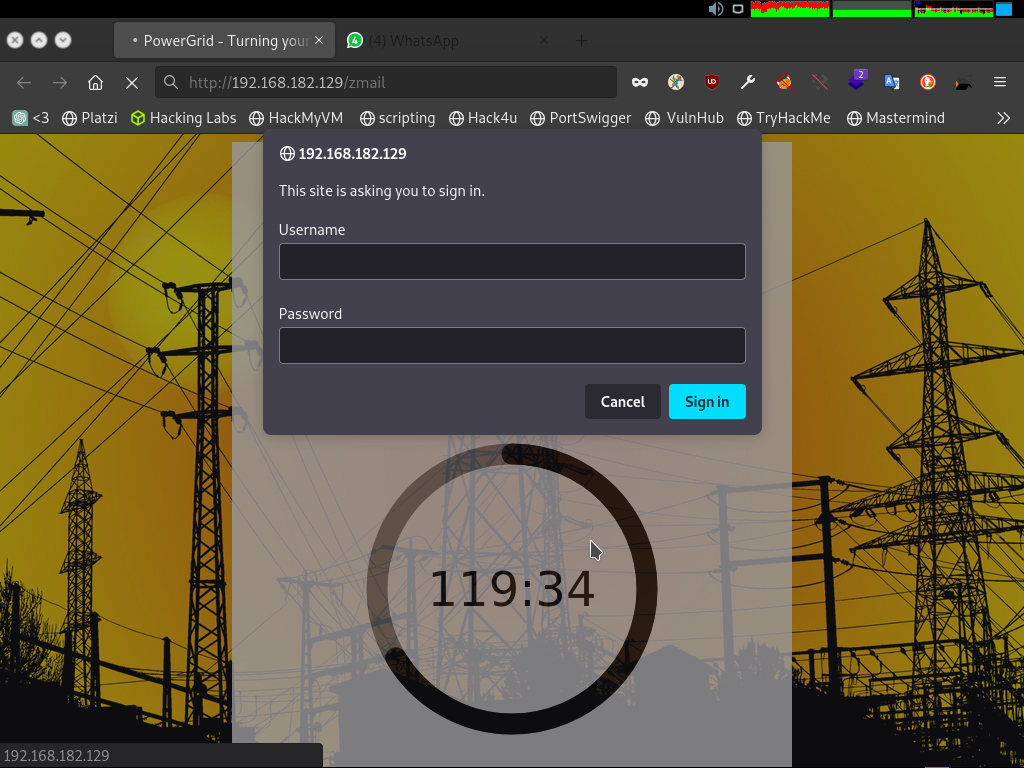 PowerGrid - Turning your
4 (4) WhatsApp
http://192.168.182.129/zmail
2
<3 Platzi Hacking Labs HackMyVM scripting Hack4u PortSwigger VulnHub TryHackMe Mastermind
192.168.182.129
This site is asking you to sign in.
Username
Password
Cancel Sign in
119:34
192.168.182.129